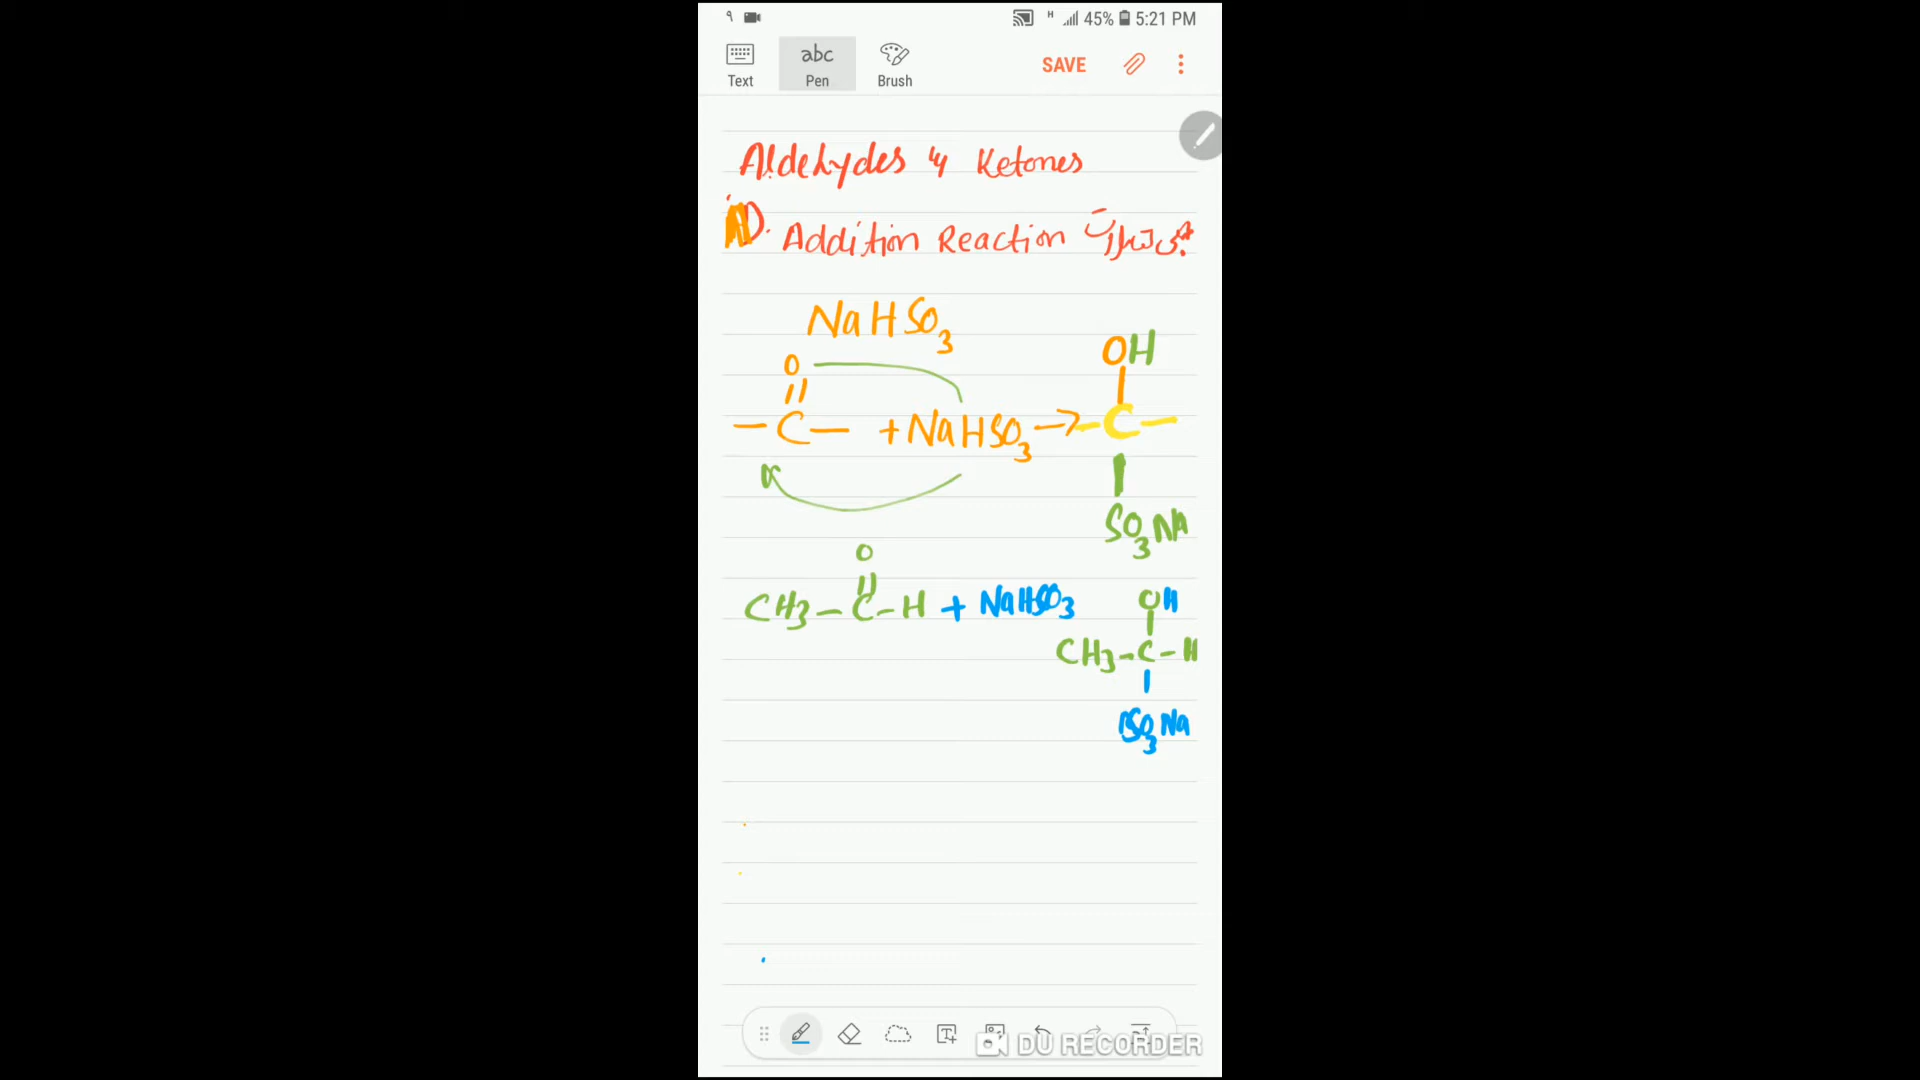 45% 5:21 PM
Text abc Pen Brush SAVE
Aldehydes & Ketones
Addition Reaction
NaHSO3
O OH
|| |
-C- +NaHSO3 → -C-
|
SO3NA
O
||
CH3-C-H + NaHSO3
OH
|
CH3-C-H
|
SO3Na
DU RECORDER